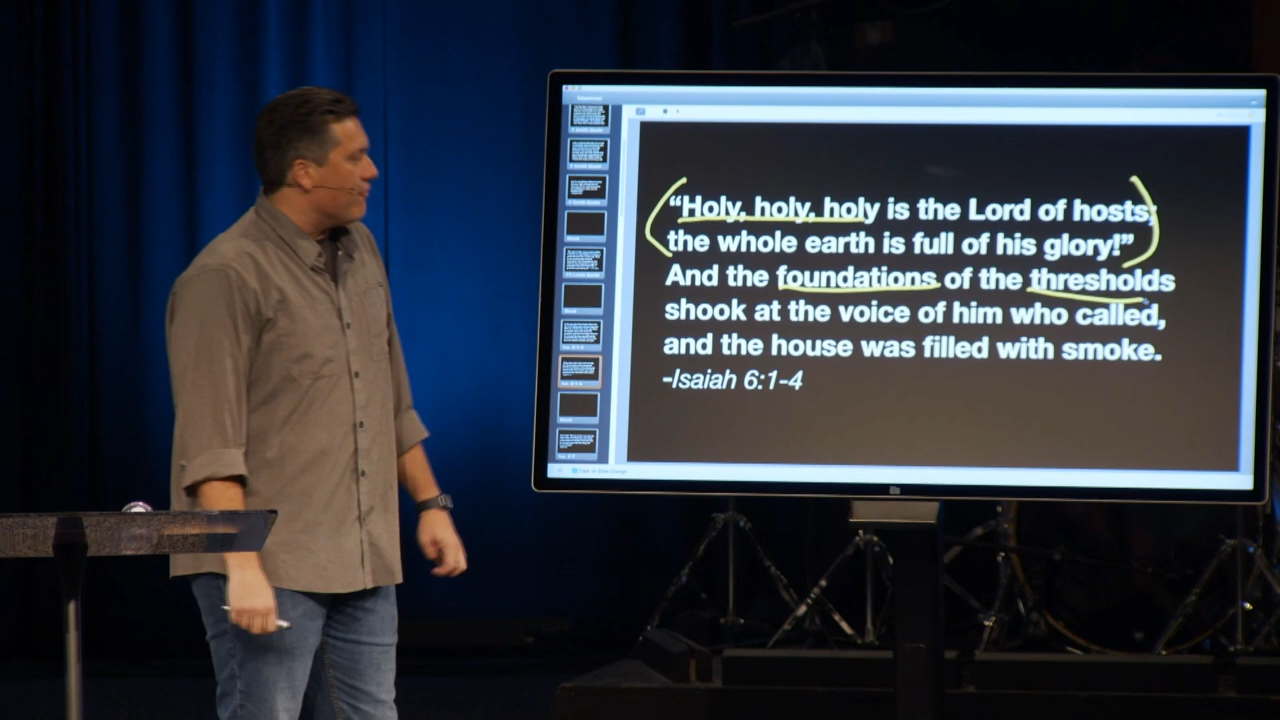 “Holy, holy, holy is the Lord of hosts;
the whole earth is full of his glory!”
And the foundations of the thresholds
shook at the voice of him who called,
and the house was filled with smoke.
-Isaiah 6:1-4